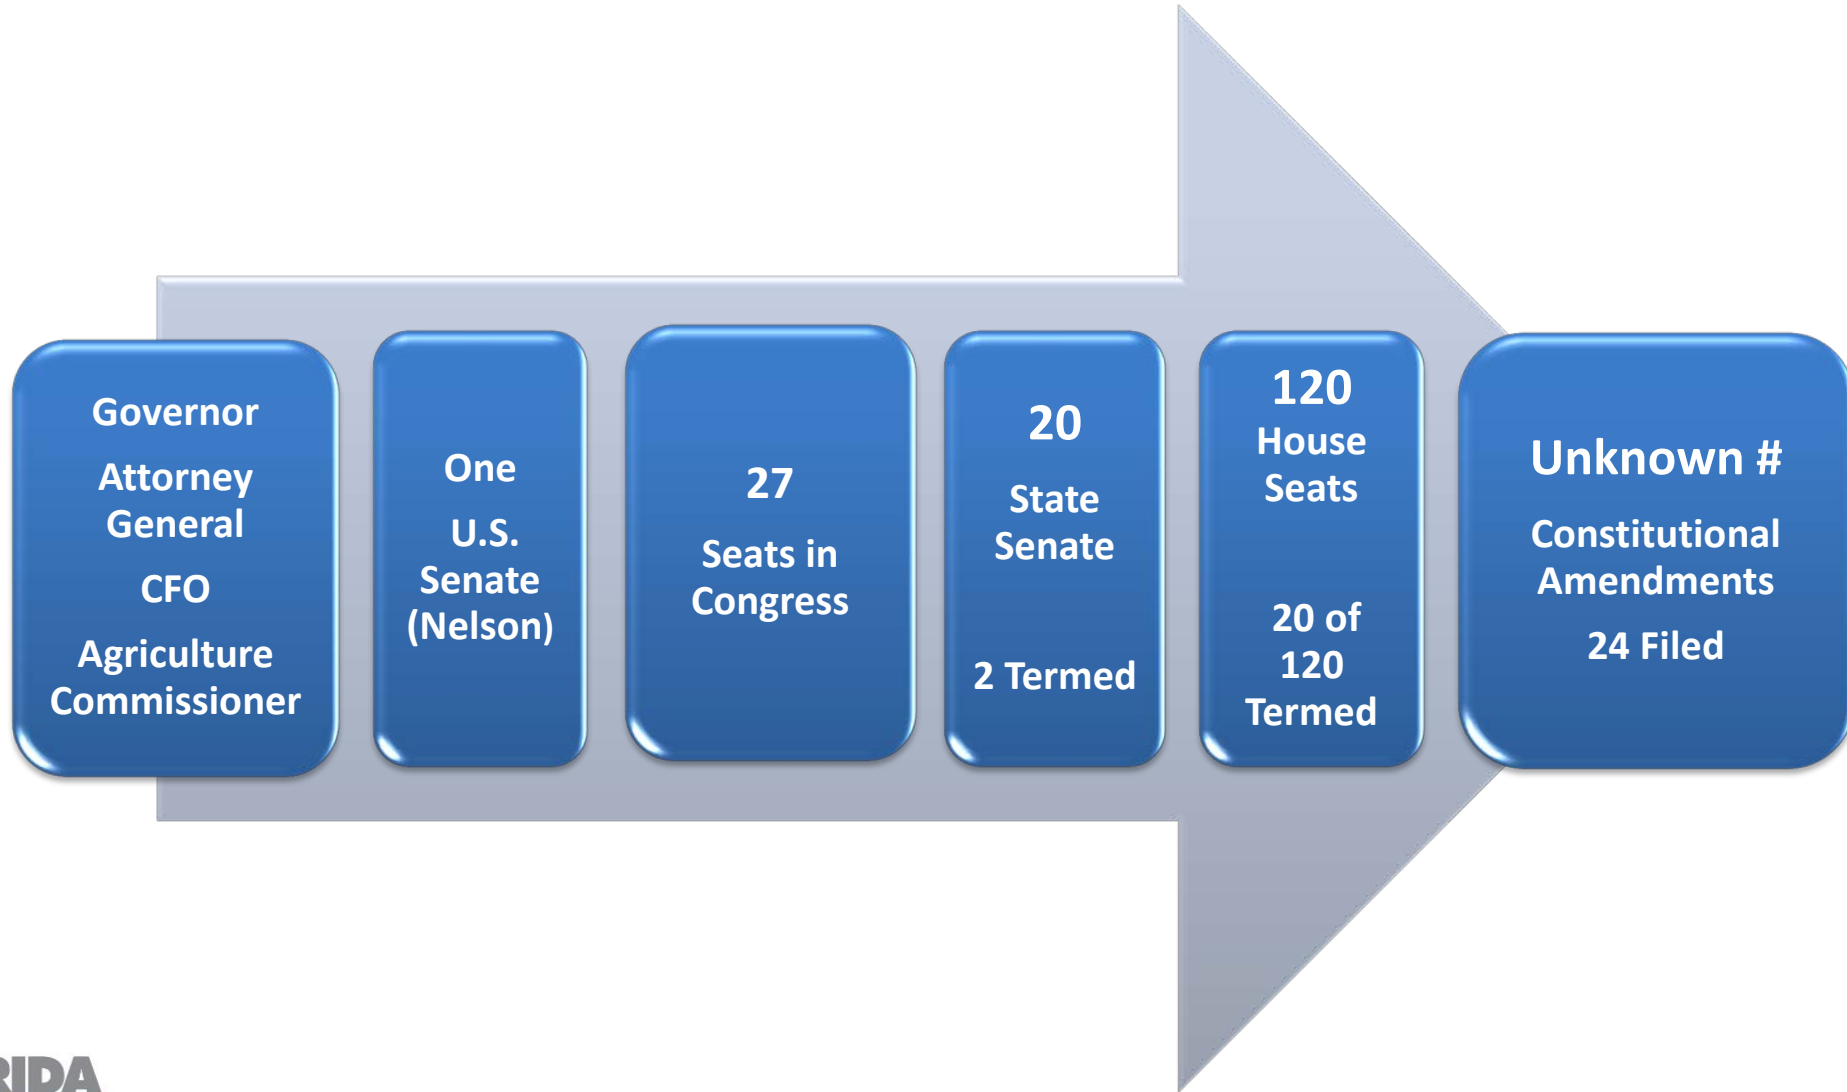 Governor
Attorney
General
CFO
Agriculture
Commissioner
One
U.S.
Senate
(Nelson)
27
Seats in
Congress
20
State
Senate
2 Termed
120
House
Seats
20 of
120
Termed
Unknown #
Constitutional
Amendments
24 Filed
RIDA